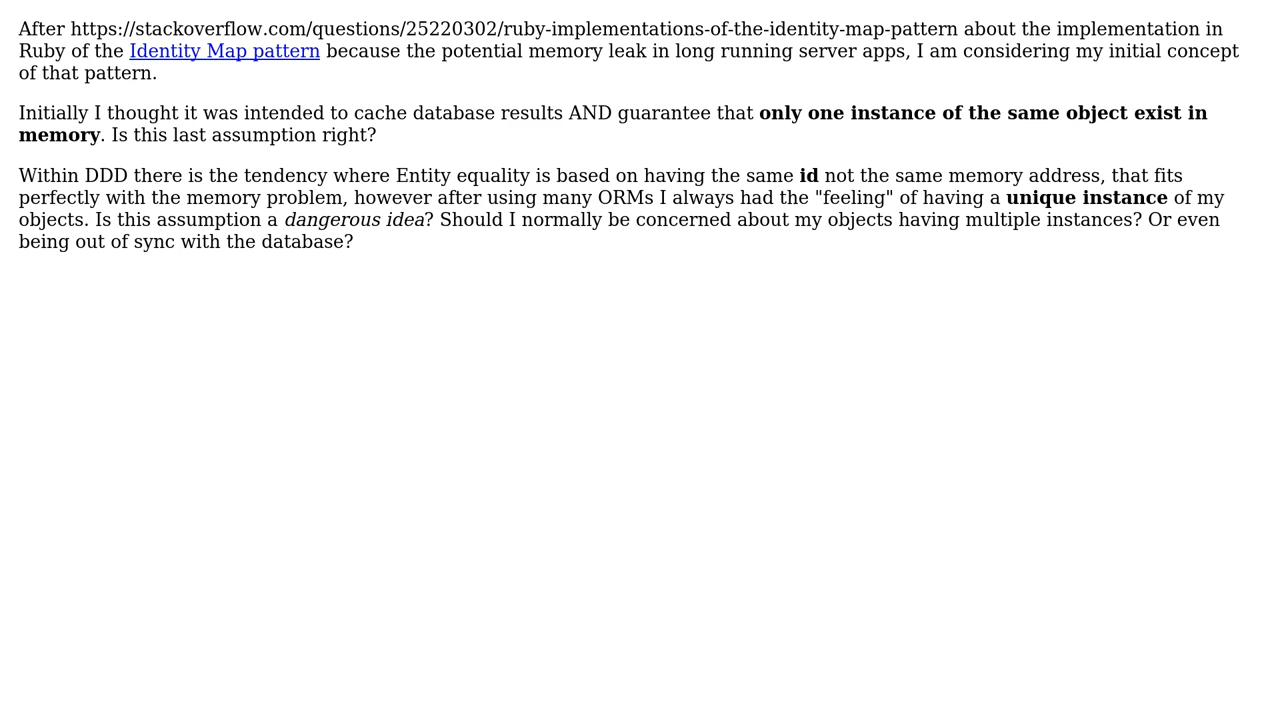 After https://stackoverflow.com/questions/25220302/ruby-implementations-of-the-identity-map-pattern about the implementation in
Ruby of the Identity Map pattern because the potential memory leak in long running server apps, I am considering my initial concept
of that pattern.
Initially I thought it was intended to cache database results AND guarantee that only one instance of the same object exist in
memory. Is this last assumption right?
Within DDD there is the tendency where Entity equality is based on having the same id not the same memory address, that fits
perfectly with the memory problem, however after using many ORMs I always had the "feeling" of having a unique instance of my
objects. Is this assumption a dangerous idea? Should I normally be concerned about my objects having multiple instances? Or even
being out of sync with the database?